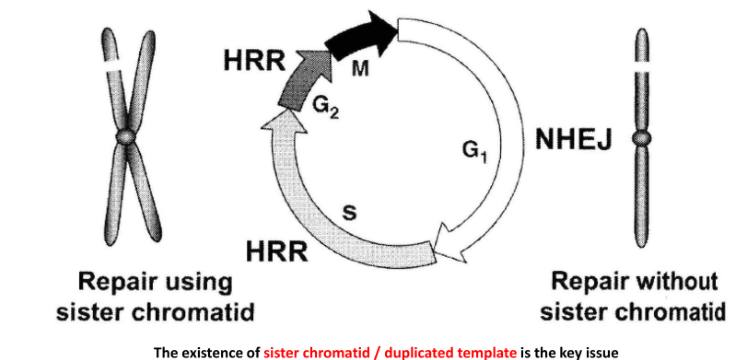 HRR
M
G2
G1
NHEJ
S
HRR
Repair using
sister chromatid
Repair without
sister chromatid
The existence of sister chromatid / duplicated template is the key issue